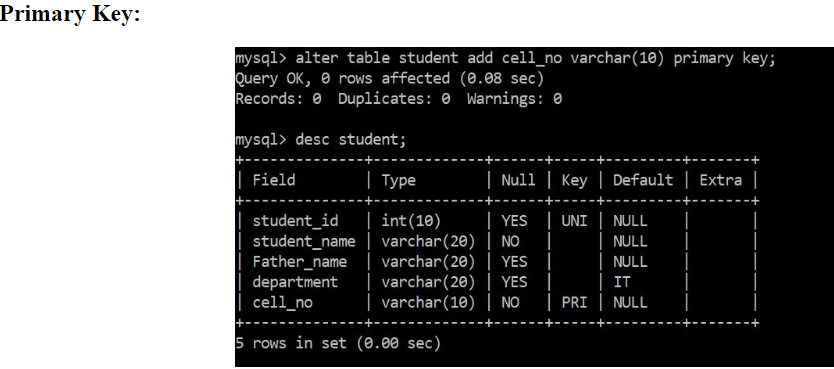 Primary Key:
mysql> alter table student add cell_no varchar(10) primary key;
Query OK, 0 rows affected (0.08 sec)
Records: 0  Duplicates: 0  Warnings: 0
mysql> desc student;
+--------------+-------------+------+-----+---------+-------+
| Field        | Type        | Null | Key | Default | Extra |
+--------------+-------------+------+-----+---------+-------+
| student_id   | int(10)     | YES  | UNI | NULL    |       |
| student_name | varchar(20) | NO   |     | NULL    |       |
| Father_name  | varchar(20) | YES  |     | NULL    |       |
| department   | varchar(20) | YES  |     | IT      |       |
| cell_no      | varchar(10) | NO   | PRI | NULL    |       |
+--------------+-------------+------+-----+---------+-------+
5 rows in set (0.00 sec)